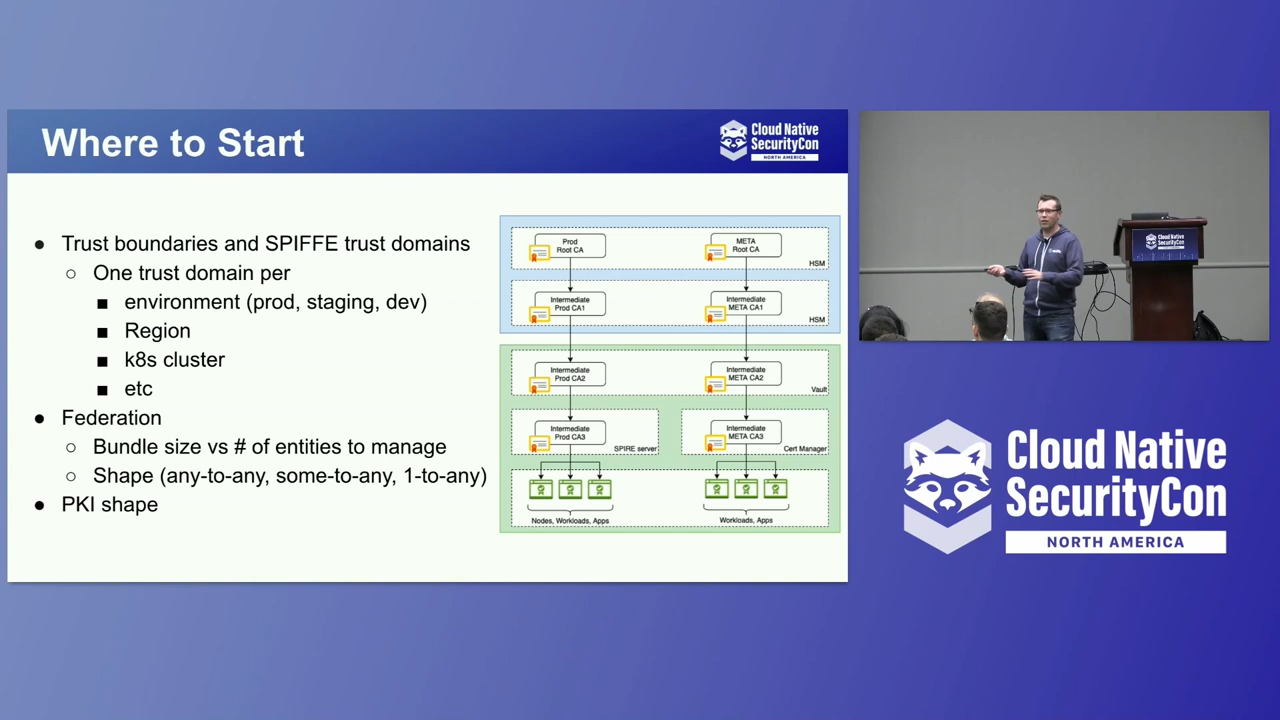 Where to Start
Cloud Native
SecurityCon
NORTH AMERICA
● Trust boundaries and SPIFFE trust domains
○ One trust domain per
■ environment (prod, staging, dev)
■ Region
■ k8s cluster
■ etc
● Federation
○ Bundle size vs # of entities to manage
○ Shape (any-to-any, some-to-any, 1-to-any)
● PKI shape
Prod
Root CA
META
Root CA
HSM
Intermediate
Prod CA1
Intermediate
META CA1
HSM
Intermediate
Prod CA2
Intermediate
META CA2
Vault
Intermediate
Prod CA3
SPIRE server
Intermediate
META CA3
Cert Manager
Nodes, Workloads, Apps
Workloads, Apps
Cloud Native
SecurityCon
Cloud Native
SecurityCon
NORTH AMERICA